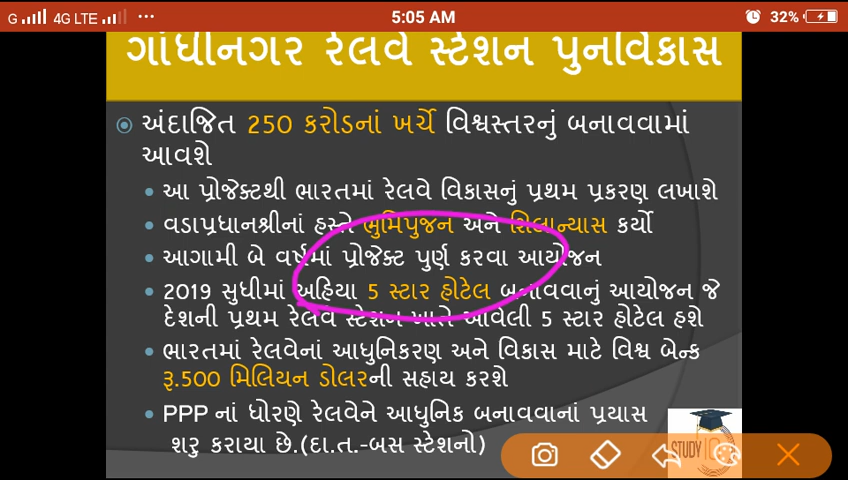 G 4G LTE ... 5:05 AM 32%
ગાંધીનગર રેલવે સ્ટેશન પુનર્વિકાસ
અંદાજિત 250 કરોડનાં ખર્ચે વિશ્વસ્તરનું બનાવવામાં
આવશે
આ પ્રોજેક્ટથી ભારતમાં રેલવે વિકાસનું પ્રથમ પ્રકરણ લખાશે
વડાપ્રધાનશ્રીનાં હસ્તે ભુમિપુજન અને શિલાન્યાસ કર્યો
આગામી બે વર્ષમાં પ્રોજેક્ટ પુર્ણ કરવા આયોજન
2019 સુધીમાં અહિયા 5 સ્ટાર હોટેલ બનાવવાનું આયોજન જે
દેશની પ્રથમ રેલવે સ્ટેશન ખાતે આવેલી 5 સ્ટાર હોટેલ હશે
ભારતમાં રેલવેનાં આધુનિકરણ અને વિકાસ માટે વિશ્વ બેન્ક
રૂ.500 મિલિયન ડોલરની સહાય કરશે
PPP નાં ધોરણે રેલવેને આધુનિક બનાવવાનાં પ્રયાસ
શરુ કરાયા છે.(દા.ત.-બસ સ્ટેશનો)
STUDY